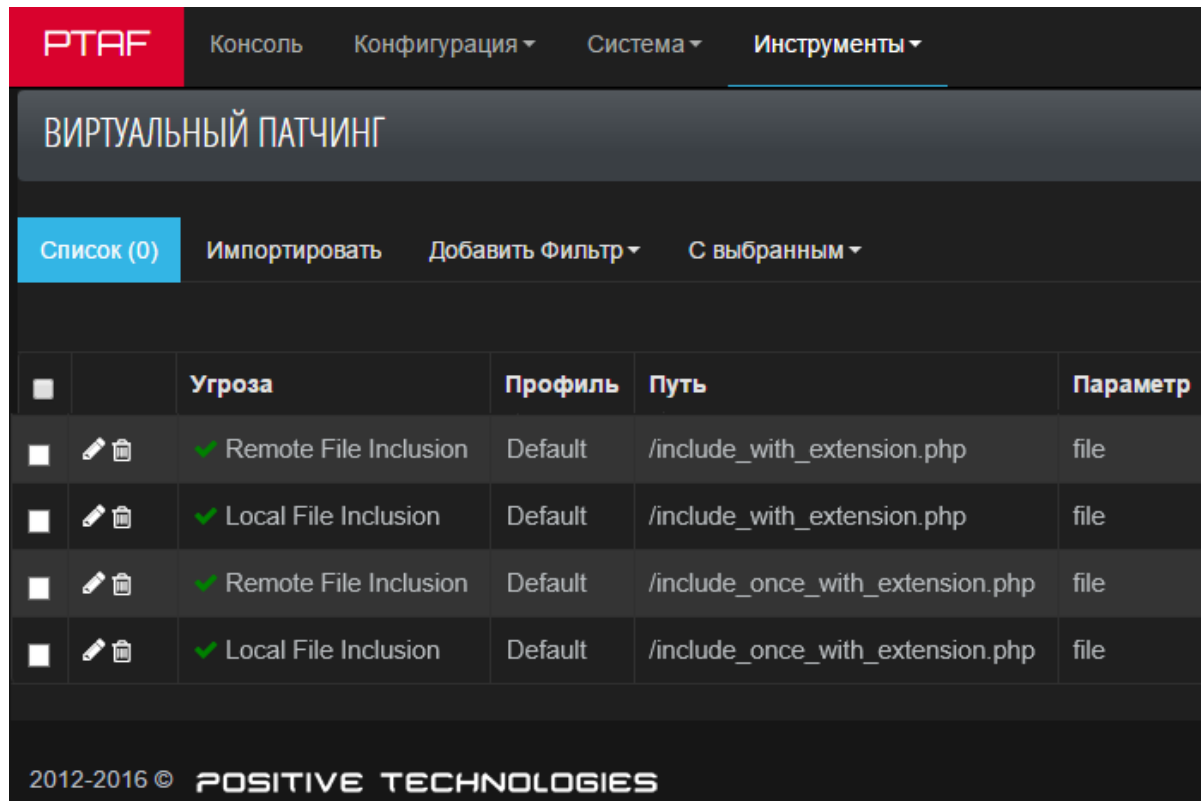 PTAF Консоль Конфигурация Система Инструменты
ВИРТУАЛЬНЫЙ ПАТЧИНГ
Список (0) Импортировать Добавить Фильтр С выбранным
Угроза Профиль Путь Параметр
Remote File Inclusion Default /include_with_extension.php file
Local File Inclusion Default /include_with_extension.php file
Remote File Inclusion Default /include_once_with_extension.php file
Local File Inclusion Default /include_once_with_extension.php file
2012-2016 © POSITIVE TECHNOLOGIES